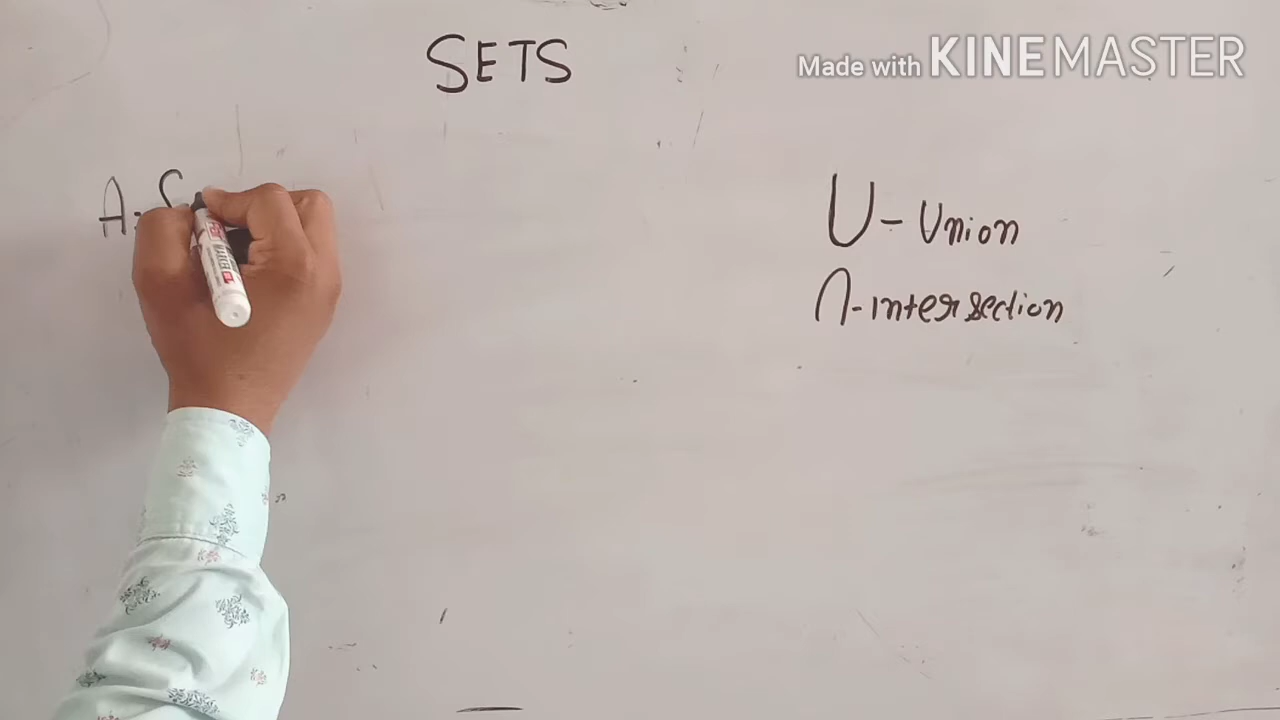 SETS
Made with KINEMASTER
A:
U - Union
∩ - intersection